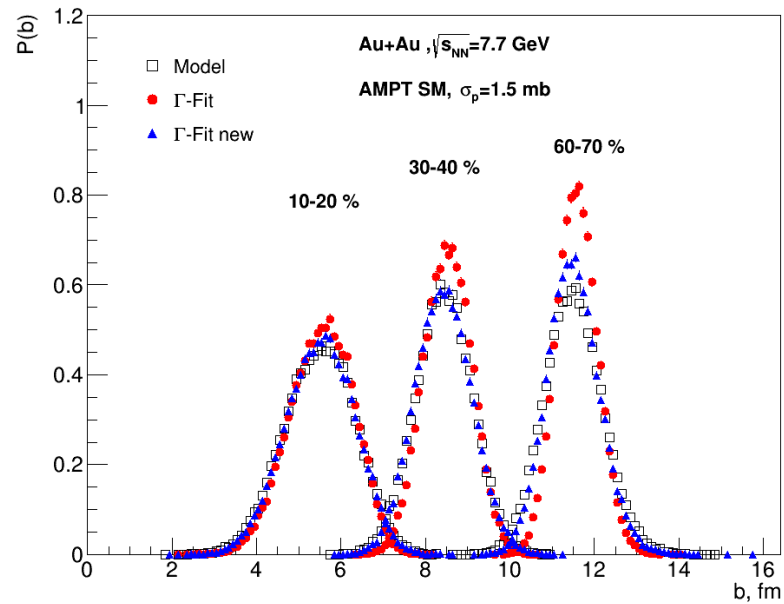 P(b)
1.2
1
0.8
0.6
0.4
0.2
0
Au+Au ,√s_NN=7.7 GeV
AMPT SM, σ_p=1.5 mb
Model
Γ-Fit
Γ-Fit new
10-20 %
30-40 %
60-70 %
0 2 4 6 8 10 12 14 16
b, fm